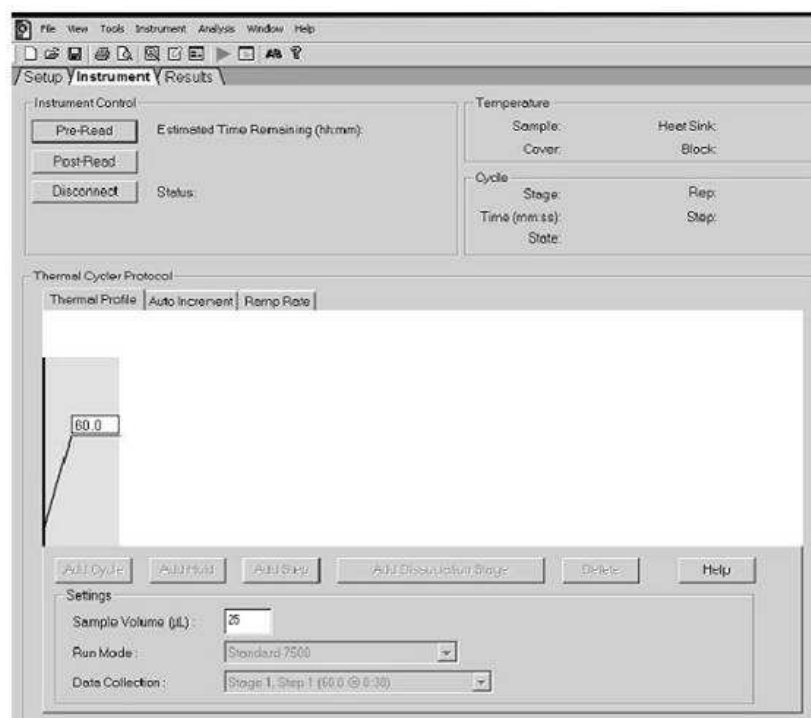 File View Tools Instrument Analysis Window Help
Setup Instrument Results
Instrument Control
Pre-Read Estimated Time Remaining (hh:mm):
Post-Read
Disconnect Status:
Temperature
Sample: Heat Sink:
Cover: Block:
Cycle
Stage: Rep:
Time (mm:ss): Step:
State:
Thermal Cycler Protocol
Thermal Profile Auto Increment Ramp Rate
60.0
Add Cycle Add Hold Add Step Add Dissociation Stage Delete Help
Settings
Sample Volume (µL) : 25
Run Mode : Standard 7500
Data Collection : Stage 1, Step 1 (60.0 @ 0:30)